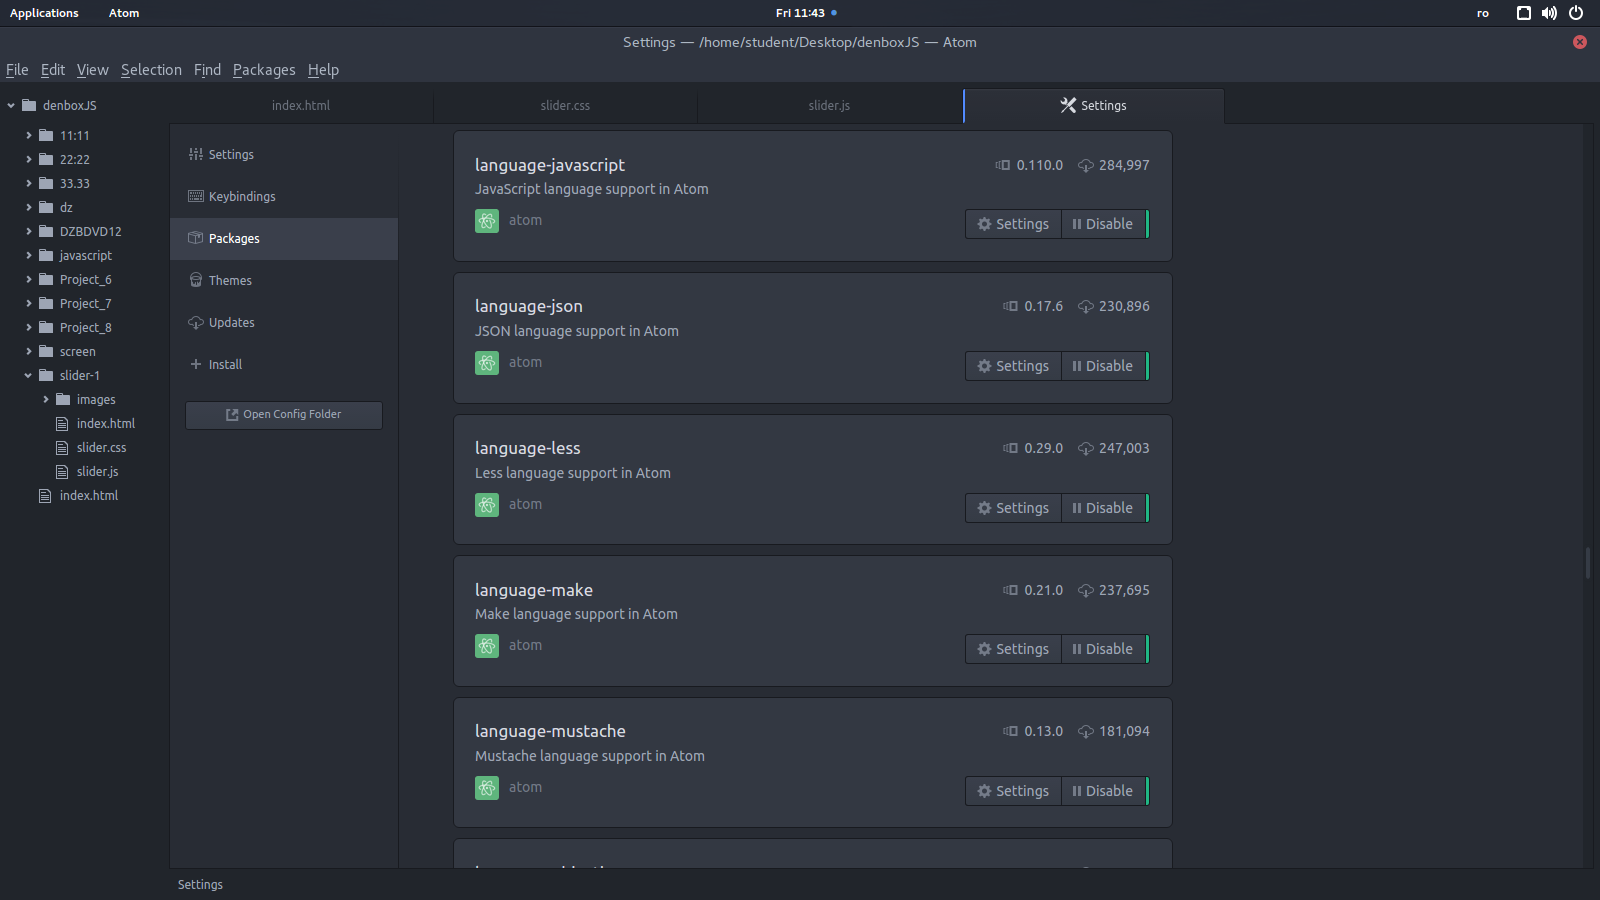 Applications Atom Fri 11:43 ro
Settings — /home/student/Desktop/denboxJS — Atom
File Edit View Selection Find Packages Help
denboxJS
11:11
22:22
33.33
dz
DZBDVD12
javascript
Project_6
Project_7
Project_8
screen
slider-1
images
index.html
slider.css
slider.js
index.html
index.html slider.css slider.js Settings
Settings
Keybindings
Packages
Themes
Updates
Install
Open Config Folder
language-javascript 0.110.0 284,997
JavaScript language support in Atom
atom Settings Disable
language-json 0.17.6 230,896
JSON language support in Atom
atom Settings Disable
language-less 0.29.0 247,003
Less language support in Atom
atom Settings Disable
language-make 0.21.0 237,695
Make language support in Atom
atom Settings Disable
language-mustache 0.13.0 181,094
Mustache language support in Atom
atom Settings Disable
Settings